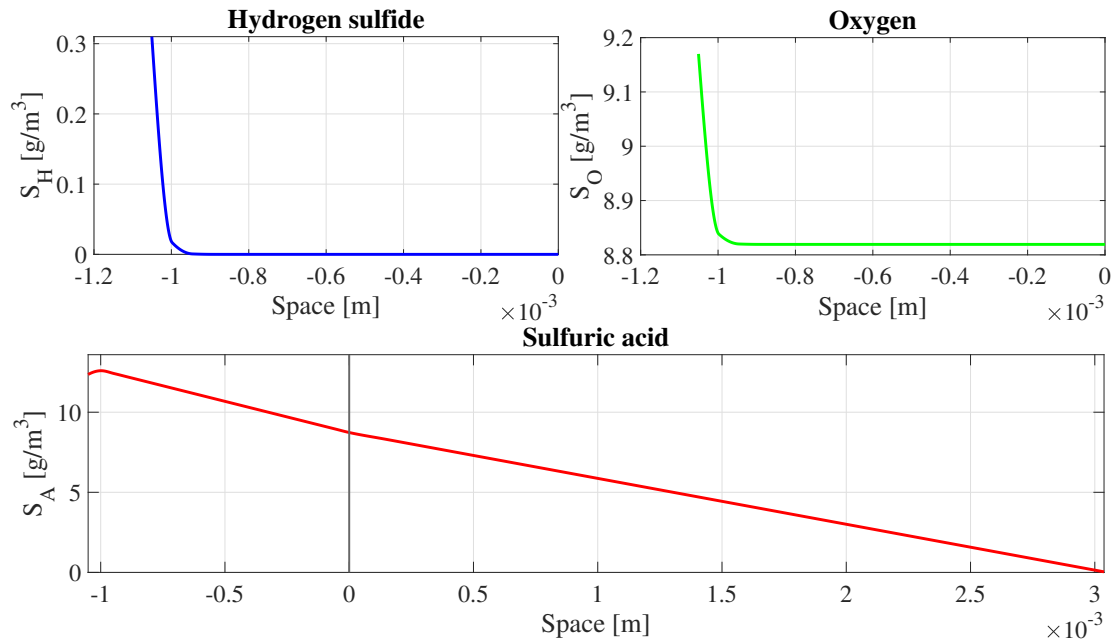 Hydrogen sulfide
S_H [g/m^3]
0.3
0.2
0.1
0
-1.2 -1 -0.8 -0.6 -0.4 -0.2 0
Space [m]
×10^-3
Oxygen
S_O [g/m^3]
9.2
9.1
9
8.9
8.8
-1.2 -1 -0.8 -0.6 -0.4 -0.2 0
Space [m]
×10^-3
Sulfuric acid
S_A [g/m^3]
10
5
0
-1 -0.5 0 0.5 1 1.5 2 2.5 3
Space [m]
×10^-3